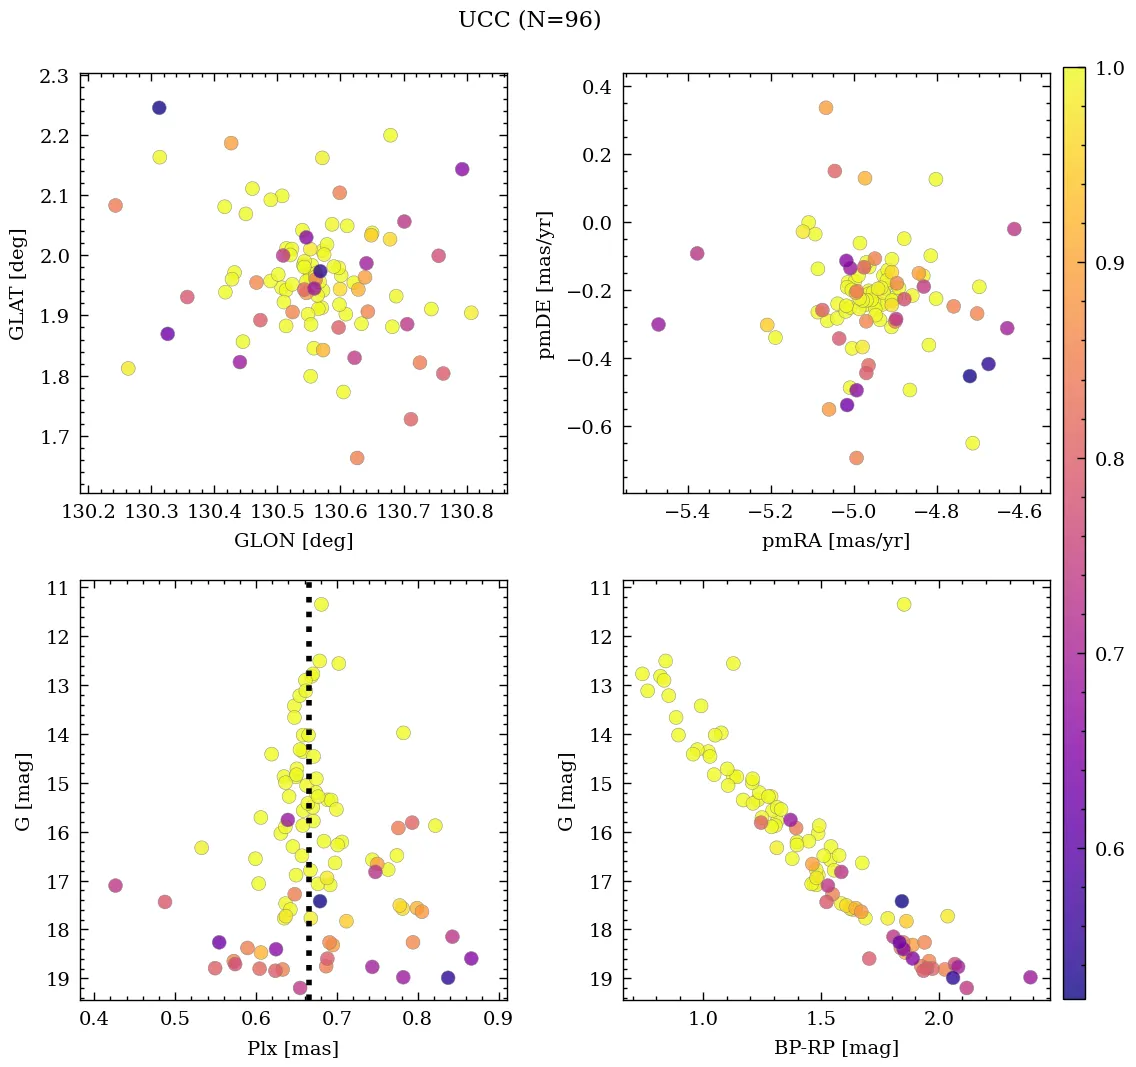 UCC (N=96)
2.3
2.2
2.1
2.0
1.9
1.8
1.7
GLAT [deg]
130.2 130.3 130.4 130.5 130.6 130.7 130.8
GLON [deg]
0.4
0.2
0.0
−0.2
−0.4
−0.6
pmDE [mas/yr]
−5.4 −5.2 −5.0 −4.8 −4.6
pmRA [mas/yr]
1.0
0.9
0.8
0.7
0.6
11
12
13
14
15
16
17
18
19
G [mag]
0.4 0.5 0.6 0.7 0.8 0.9
Plx [mas]
11
12
13
14
15
16
17
18
19
G [mag]
1.0 1.5 2.0
BP-RP [mag]